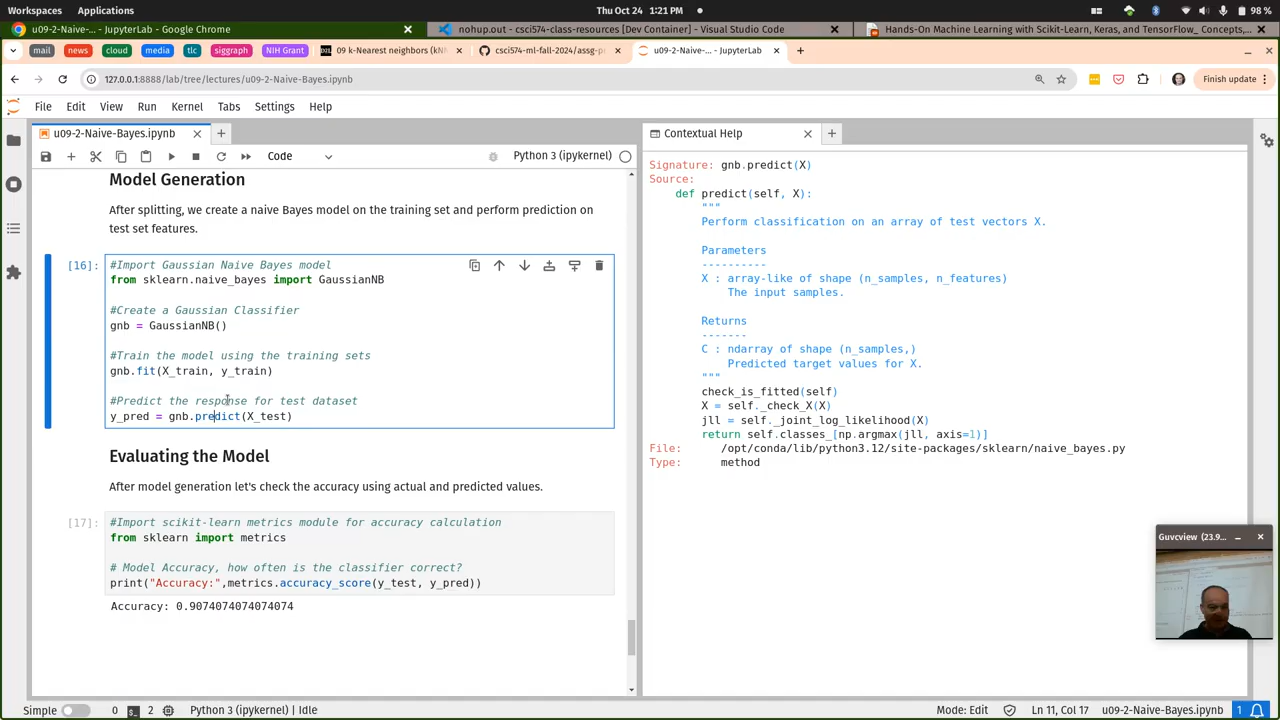 Workspaces Applications Thu Oct 24 1:21 PM 98 %
u09-2-Naive-... - JupyterLab - Google Chrome
nohup.out - csci574-class-resources [Dev Container] - Visual Studio Code
Hands-On Machine Learning with Scikit-Learn, Keras, and TensorFlow_ Concepts,...
mail news cloud media tlc siggraph NIH Grant 09 k-Nearest neighbors (kNN csci574-ml-fall-2024/assg-p u09-2-Naive-... - JupyterLab
127.0.0.1:8888/lab/tree/lectures/u09-2-Naive-Bayes.ipynb
Finish update
File Edit View Run Kernel Tabs Settings Help
u09-2-Naive-Bayes.ipynb
Contextual Help
Code
Python 3 (ipykernel)
Model Generation
After splitting, we create a naive Bayes model on the training set and perform prediction on
test set features.
[16]:
#Import Gaussian Naive Bayes model
from sklearn.naive_bayes import GaussianNB
#Create a Gaussian Classifier
gnb = GaussianNB()
#Train the model using the training sets
gnb.fit(X_train, y_train)
#Predict the response for test dataset
y_pred = gnb.predict(X_test)
Evaluating the Model
After model generation let's check the accuracy using actual and predicted values.
[17]:
#Import scikit-learn metrics module for accuracy calculation
from sklearn import metrics
# Model Accuracy, how often is the classifier correct?
print("Accuracy:",metrics.accuracy_score(y_test, y_pred))
Accuracy: 0.9074074074074074
Signature: gnb.predict(X)
Source:
def predict(self, X):
"""
Perform classification on an array of test vectors X.
Parameters
----------
X : array-like of shape (n_samples, n_features)
The input samples.
Returns
-------
C : ndarray of shape (n_samples,)
Predicted target values for X.
"""
check_is_fitted(self)
X = self._check_X(X)
jll = self._joint_log_likelihood(X)
return self.classes_[np.argmax(jll, axis=1)]
File: /opt/conda/lib/python3.12/site-packages/sklearn/naive_bayes.py
Type: method
Guvcview (23.9...
Simple 0 2 Python 3 (ipykernel) | Idle Mode: Edit Ln 11, Col 17 u09-2-Naive-Bayes.ipynb 1